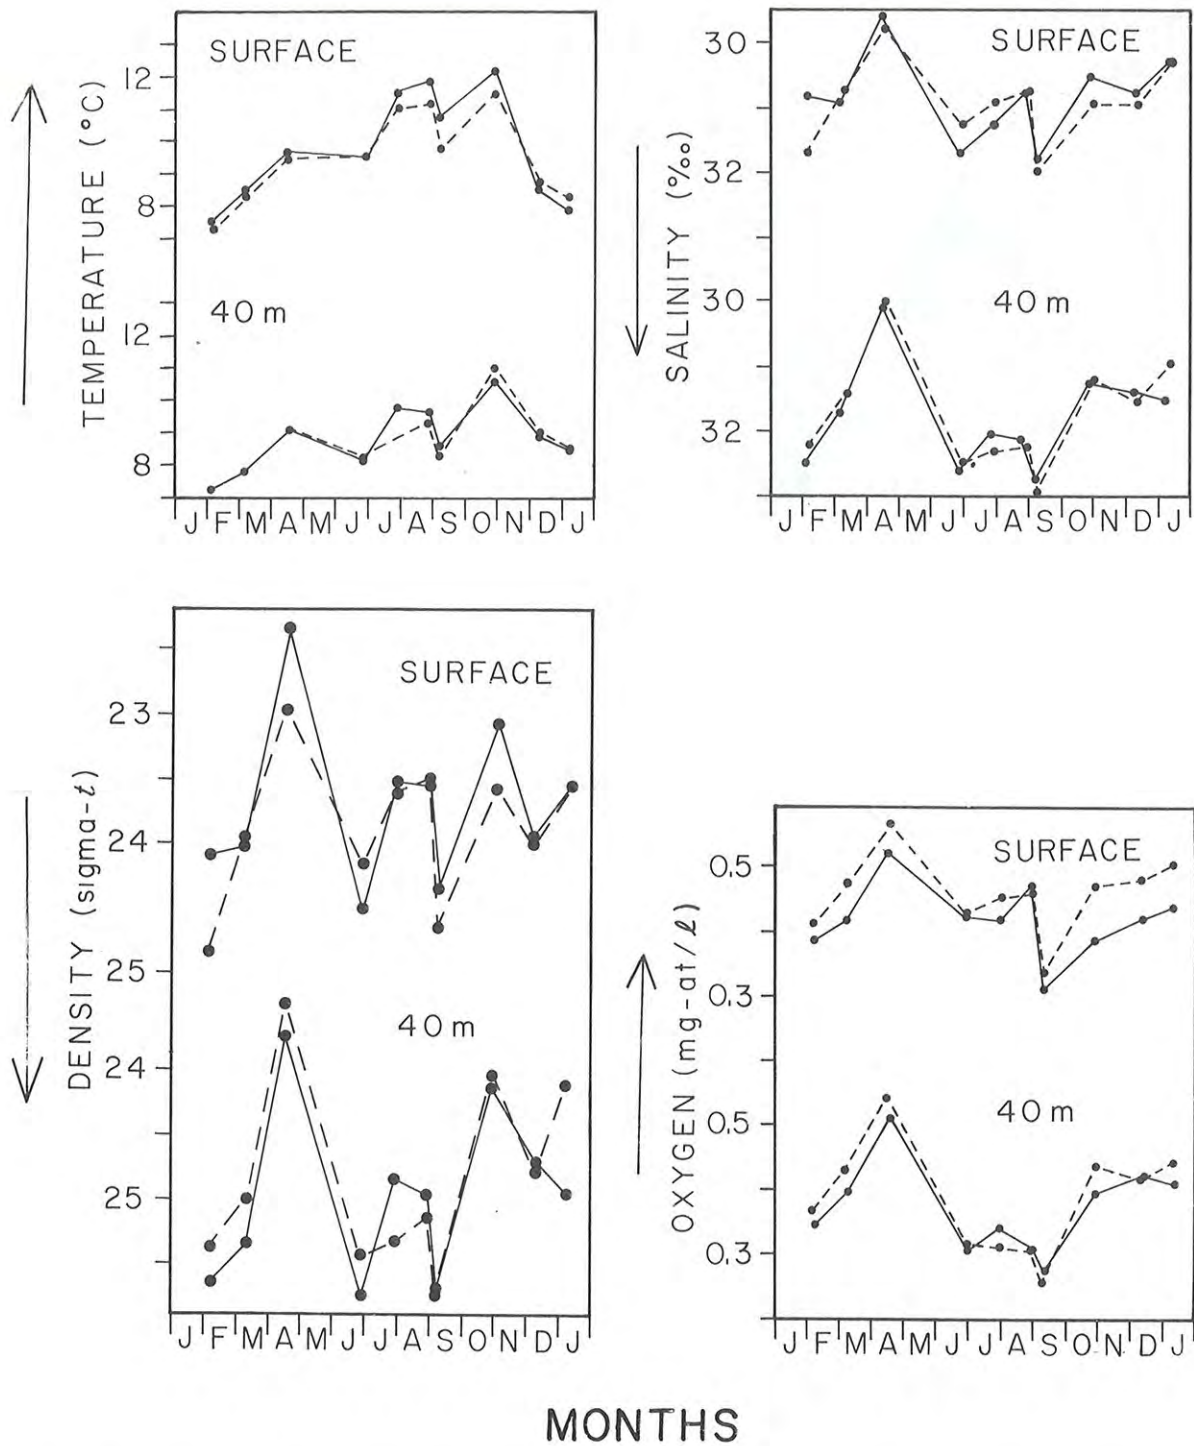 SURFACE
12
8
40 m
12
8
TEMPERATURE (°C)
J F M A M J J A S O N D J
SURFACE
30
32
40 m
30
32
SALINITY (‰)
J F M A M J J A S O N D J
SURFACE
23
24
25
40 m
24
25
DENSITY (sigma-t)
J F M A M J J A S O N D J
SURFACE
0.5
0.3
40 m
0.5
0.3
OXYGEN (mg-at/ℓ)
J F M A M J J A S O N D J
MONTHS